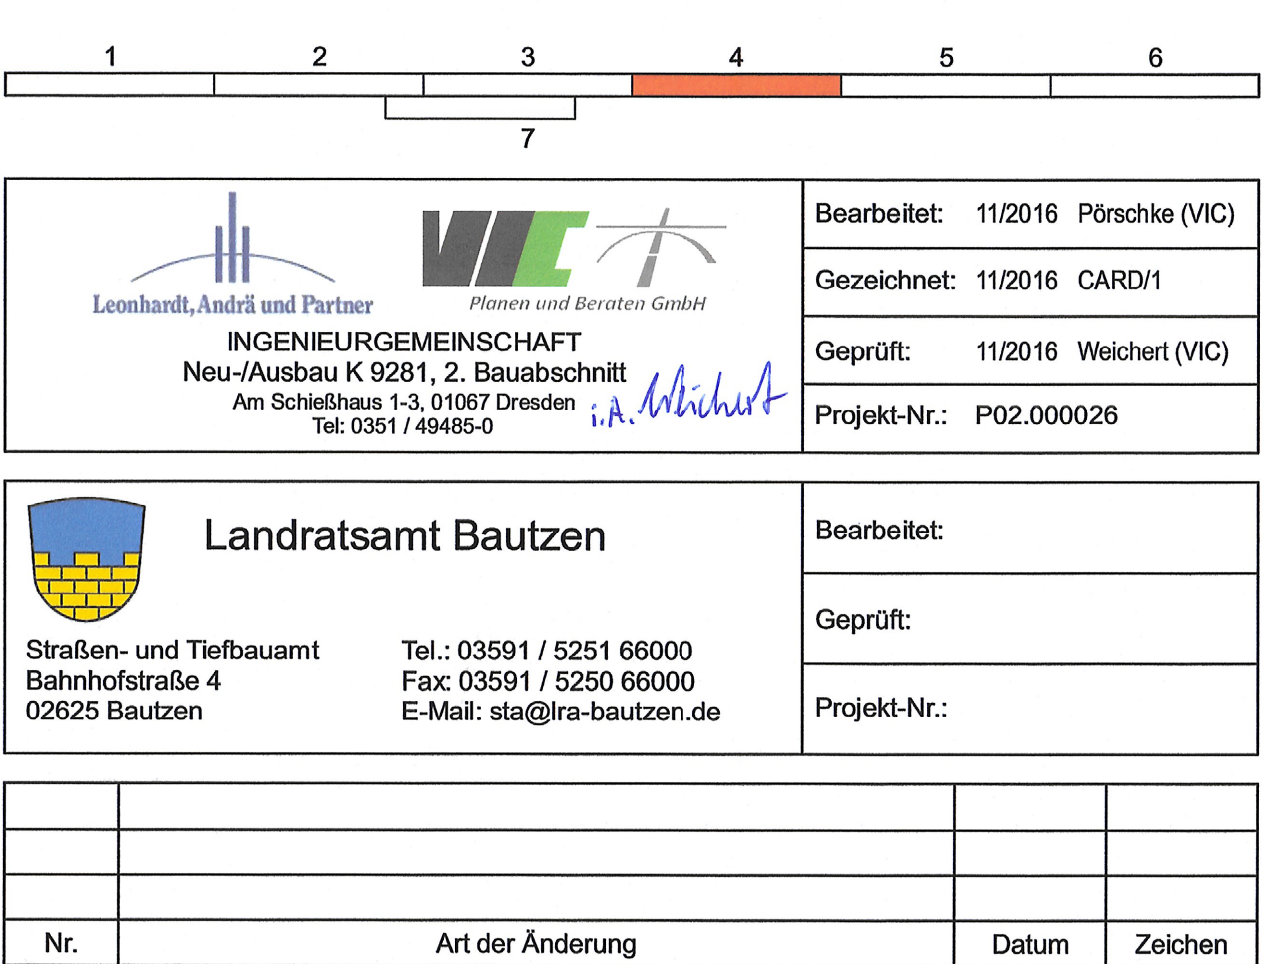 1 2 3 4 5 6
7
Leonhardt, Andrä und Partner
VIC
Planen und Beraten GmbH
INGENIEURGEMEINSCHAFT
Neu-/Ausbau K 9281, 2. Bauabschnitt
Am Schießhaus 1-3, 01067 Dresden
Tel: 0351 / 49485-0
i.A. Weichert
Bearbeitet: 11/2016 Pörschke (VIC)
Gezeichnet: 11/2016 CARD/1
Geprüft: 11/2016 Weichert (VIC)
Projekt-Nr.: P02.000026
Landratsamt Bautzen
Straßen- und Tiefbauamt
Bahnhofstraße 4
02625 Bautzen
Tel.: 03591 / 5251 66000
Fax: 03591 / 5250 66000
E-Mail: sta@lra-bautzen.de
Bearbeitet:
Geprüft:
Projekt-Nr.:
Nr. Art der Änderung Datum Zeichen